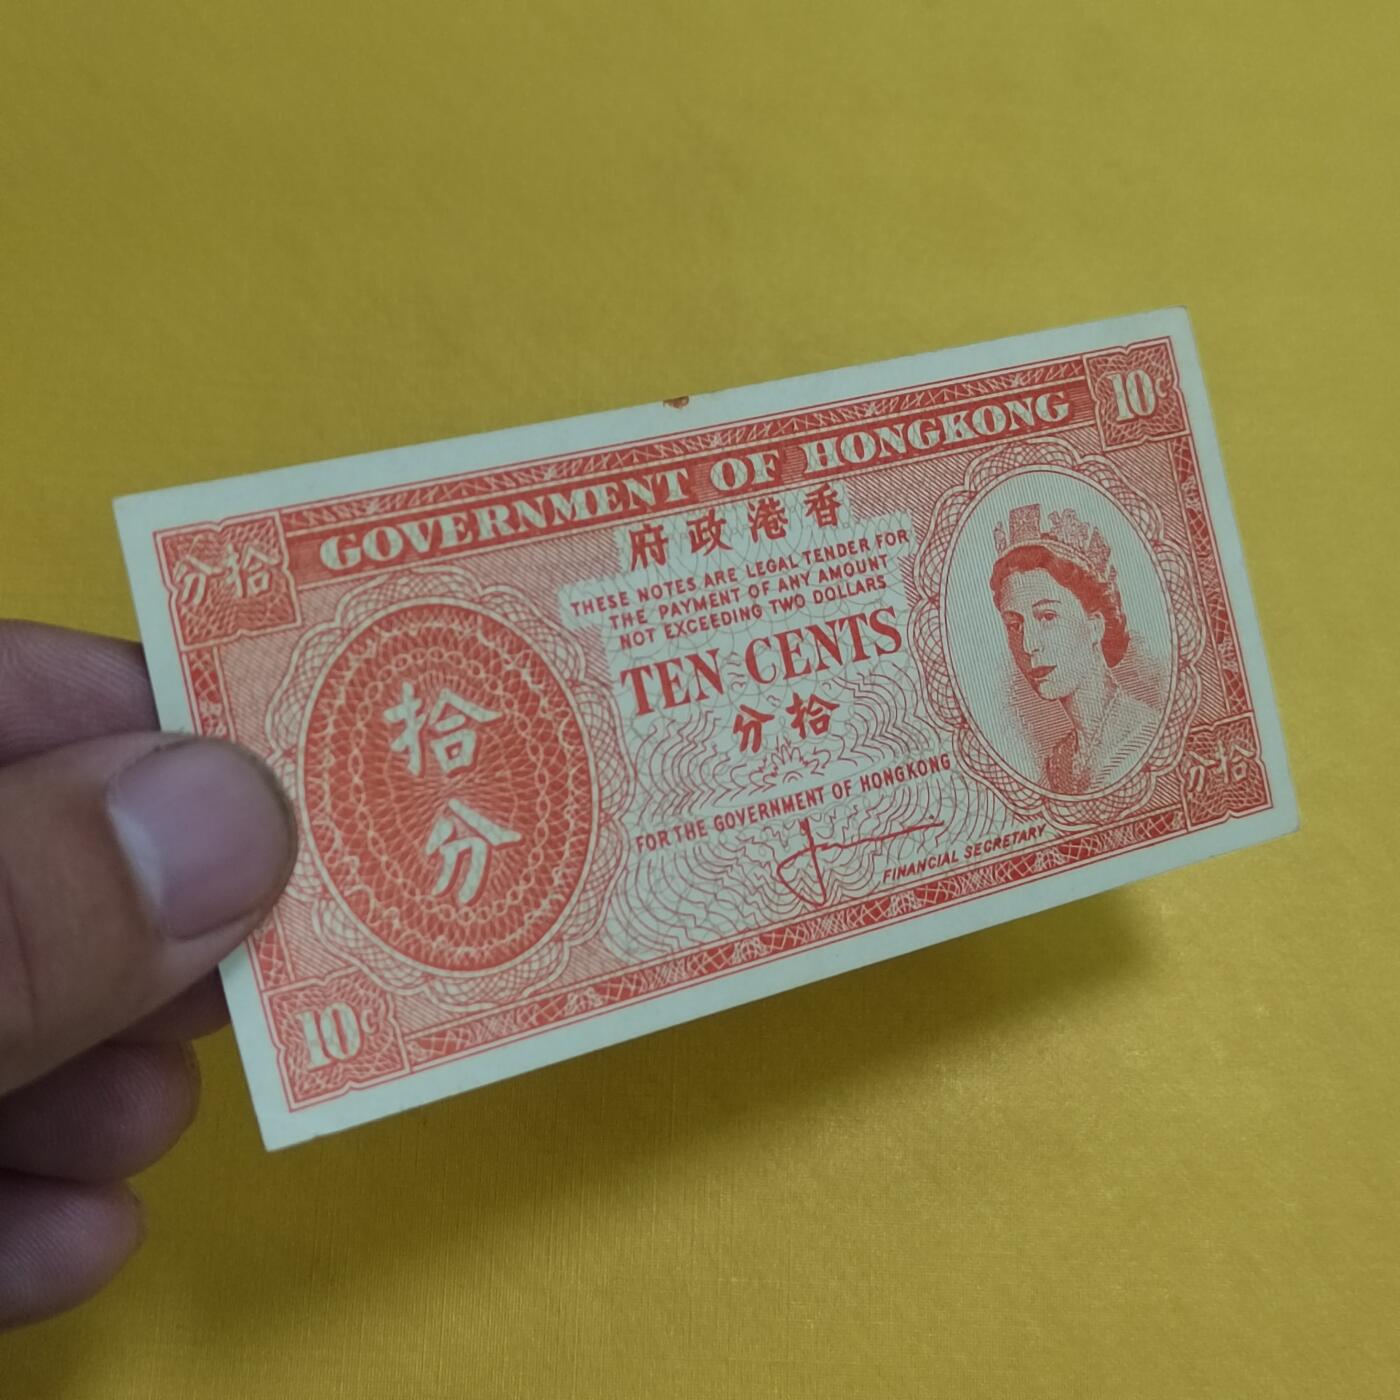 GOVERNMENT OF HONGKONG
10¢
分拾
府政港香
THESE NOTES ARE LEGAL TENDER FOR
THE PAYMENT OF ANY AMOUNT
NOT EXCEEDING TWO DOLLARS
TEN CENTS
分拾
拾
分
FOR THE GOVERNMENT OF HONGKONG
FINANCIAL SECRETARY
分拾
10¢